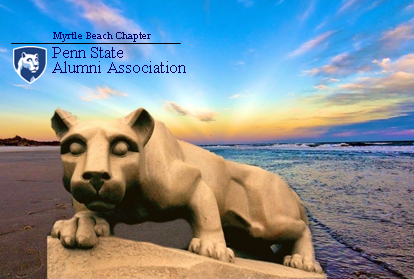 Myrtle Beach Chapter
Penn State
Alumni Association